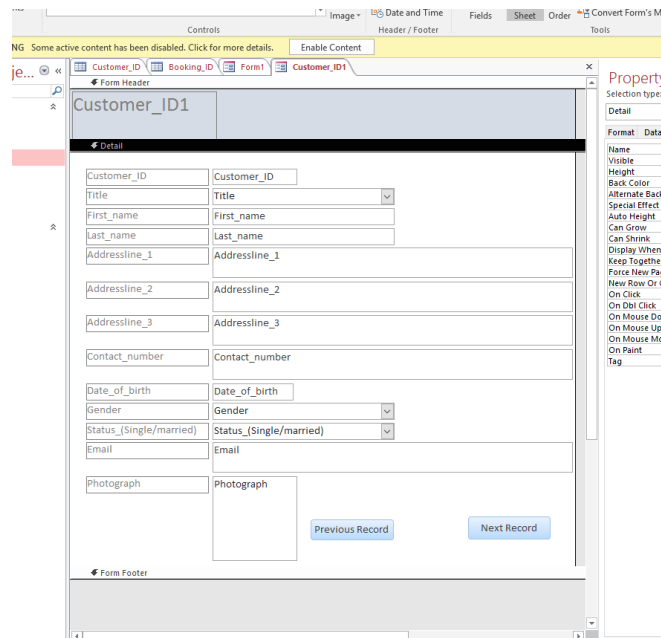 Image Date and Time Fields Sheet Order Convert Form's M
Controls Header / Footer Tools
NG Some active content has been disabled. Click for more details. Enable Content
je... « Customer_ID Booking_ID Form1 Customer_ID1 ×
Form Header
Customer_ID1
Detail
Customer_ID Customer_ID
Title Title
First_name First_name
Last_name Last_name
Addressline_1 Addressline_1
Addressline_2 Addressline_2
Addressline_3 Addressline_3
Contact_number Contact_number
Date_of_birth Date_of_birth
Gender Gender
Status_(Single/married) Status_(Single/married)
Email Email
Photograph Photograph
Previous Record Next Record
Form Footer
Property
Selection type:
Detail
Format Data
Name
Visible
Height
Back Color
Alternate Back
Special Effect
Auto Height
Can Grow
Can Shrink
Display When
Keep Togethe
Force New Pag
New Row Or C
On Click
On Dbl Click
On Mouse Do
On Mouse Up
On Mouse Mo
On Paint
Tag